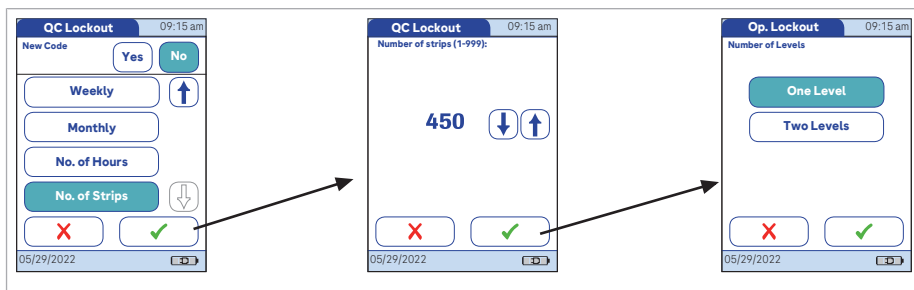 QC Lockout 09:15 am
New Code
Yes No
Weekly
Monthly
No. of Hours
No. of Strips
05/29/2022
QC Lockout 09:15 am
Number of strips (1-999):
450
05/29/2022
Op. Lockout 09:15 am
Number of Levels
One Level
Two Levels
05/29/2022